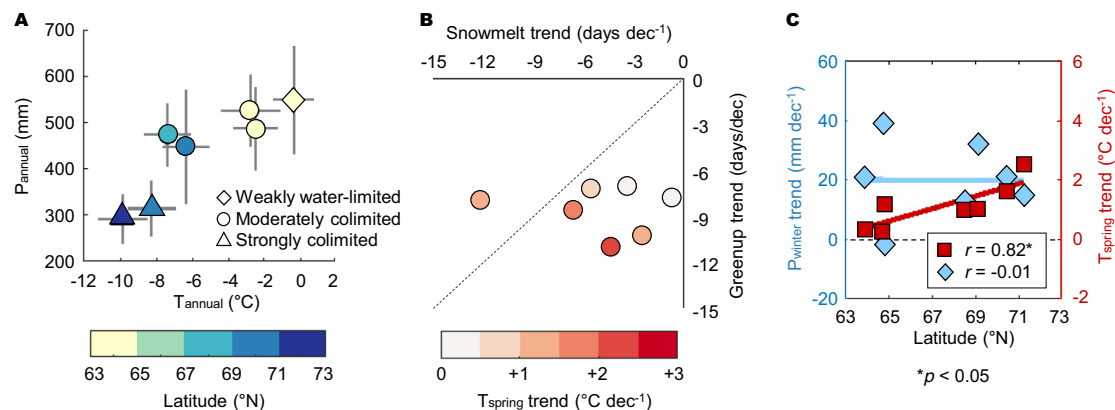 A
700
600
500
400
300
200
Pannual (mm)
-12 -10 -8 -6 -4 -2 0 2
Tannual (°C)
Weakly water-limited
Moderately colimited
Strongly colimited
63 65 67 69 71 73
Latitude (°N)
B
Snowmelt trend (days dec-1)
-15 -12 -9 -6 -3 0
0
-3
-6
-9
-11
-15
Greenup trend (days/dec)
0 +1 +2 +3
Tspring trend (°C dec-1)
C
60
40
20
0
-20
Pwinter trend (mm dec-1)
6
4
2
0
-2
Tspring trend (°C dec-1)
r = 0.82*
r = -0.01
63 65 67 69 71 73
Latitude (°N)
*p < 0.05